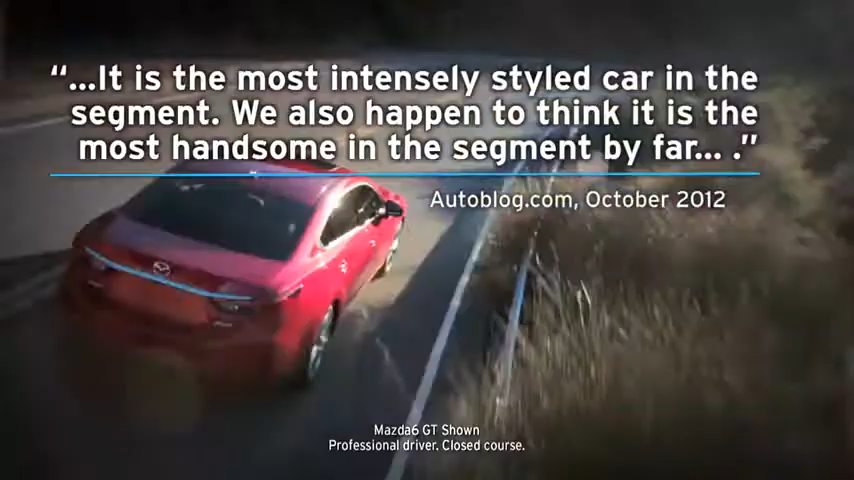 “...It is the most intensely styled car in the
segment. We also happen to think it is the
most handsome in the segment by far... .”
Autoblog.com, October 2012
Mazda6 GT Shown
Professional driver. Closed course.